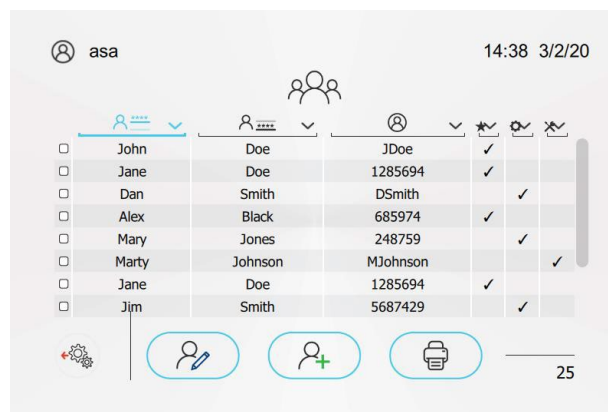 asa 14:38 3/2/20
John Doe JDoe ✓
Jane Doe 1285694 ✓
Dan Smith DSmith ✓
Alex Black 685974 ✓
Mary Jones 248759 ✓
Marty Johnson MJohnson ✓
Jane Doe 1285694 ✓
Jim Smith 5687429 ✓
25